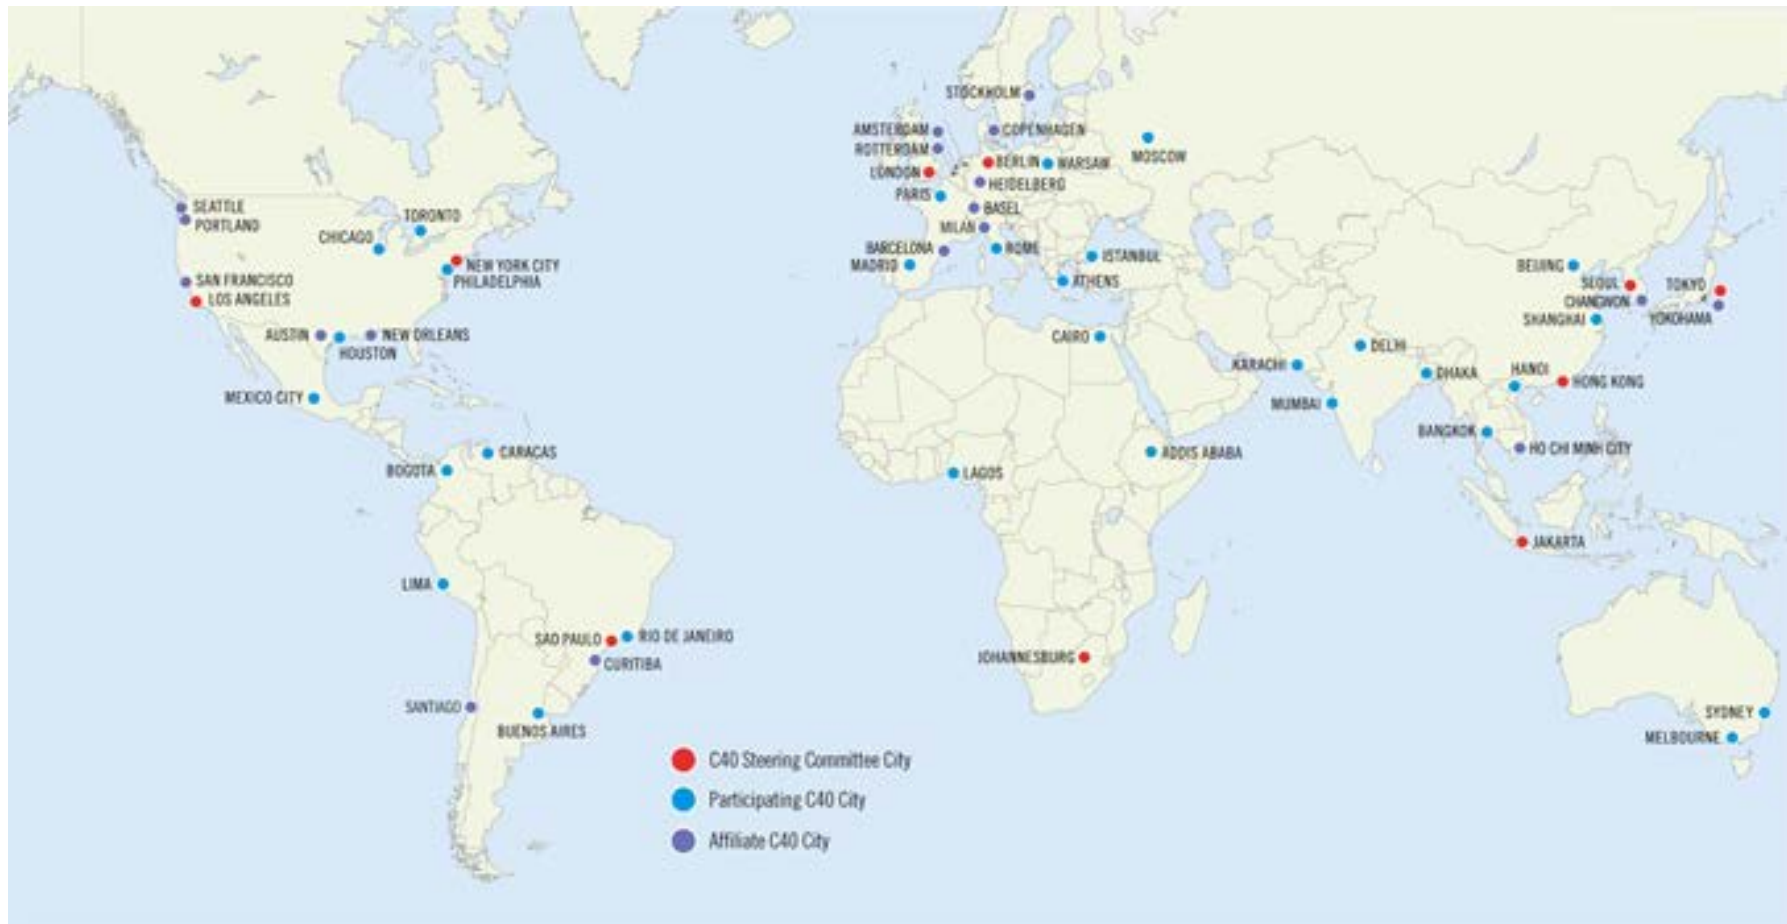 STOCKHOLM
AMSTERDAM
COPENHAGEN
ROTTERDAM
MOSCOW
LONDON
BERLIN
WARSAW
HEIDELBERG
PARIS
BASEL
MILAN
BARCELONA
ROME
ISTANBUL
MADRID
ATHENS
SEATTLE
PORTLAND
TORONTO
CHICAGO
NEW YORK CITY
PHILADELPHIA
SAN FRANCISCO
LOS ANGELES
AUSTIN
NEW ORLEANS
HOUSTON
MEXICO CITY
BEIJING
SEOUL
TOKYO
CHANGWON
YOKOHAMA
SHANGHAI
CAIRO
KARACHI
DELHI
DHAKA
HANOI
HONG KONG
MUMBAI
BANGKOK
HO CHI MINH CITY
CARACAS
BOGOTA
LAGOS
ADDIS ABABA
JAKARTA
LIMA
SAO PAULO
RIO DE JANEIRO
CURITIBA
JOHANNESBURG
SANTIAGO
BUENOS AIRES
SYDNEY
MELBOURNE
C40 Steering Committee City
Participating C40 City
Affiliate C40 City